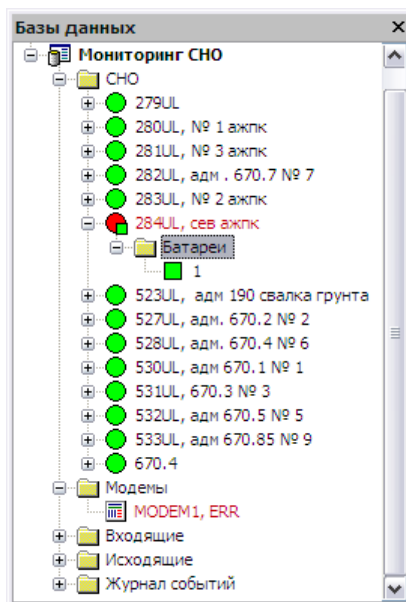 Базы данных
Мониторинг СНО
СНО
279UL
280UL, № 1 ажпк
281UL, № 3 ажпк
282UL, адм . 670.7 № 7
283UL, № 2 ажпк
284UL, сев ажпк
Батареи
1
523UL, адм 190 свалка грунта
527UL, адм. 670.2 № 2
528UL, адм. 670.4 № 6
530UL, адм 670.1 № 1
531UL, 670.3 № 3
532UL, адм 670.5 № 5
533UL, адм 670.85 № 9
670.4
Модемы
MODEM1, ERR
Входящие
Исходящие
Журнал событий